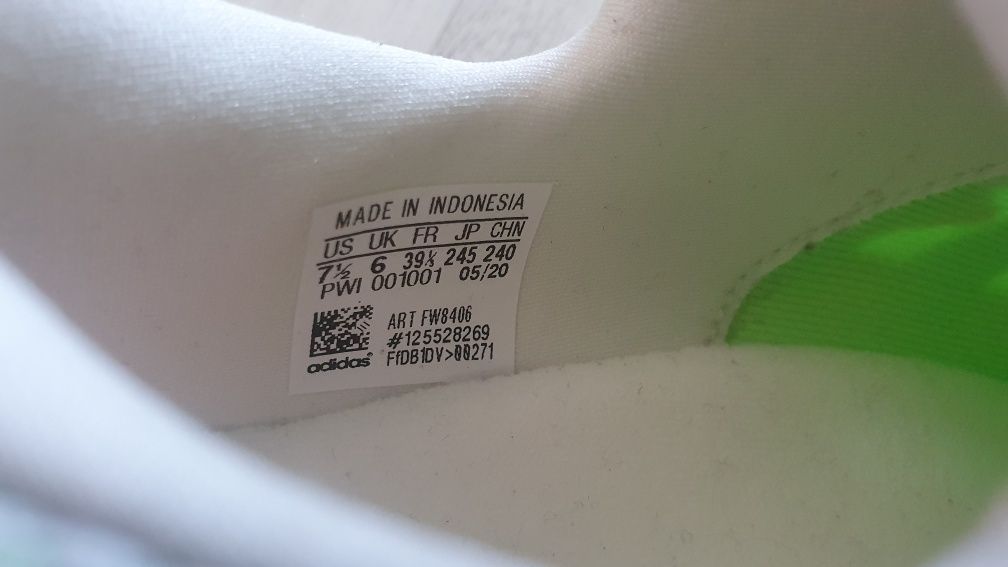 MADE IN INDONESIA
US UK FR JP CHN
7½ 6 39⅓ 245 240
PWI 001001 05/20
ART FW8406
#125528269
FfDB1DV>00271
adidas